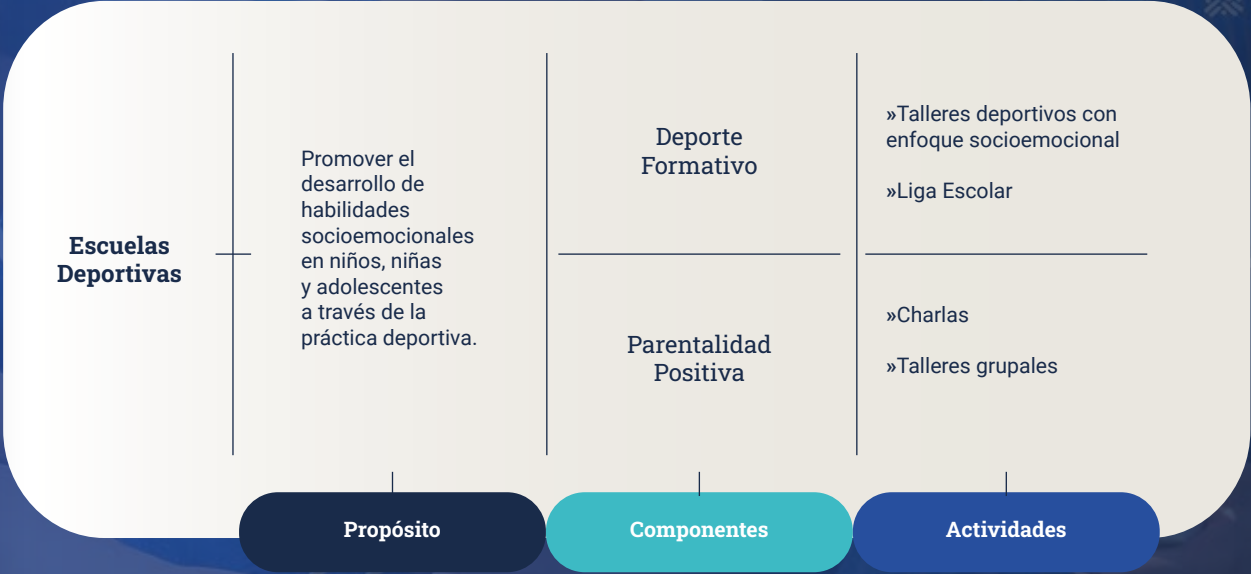 Escuelas
Deportivas
Promover el
desarrollo de
habilidades
socioemocionales
en niños, niñas
y adolescentes
a través de la
práctica deportiva.
Deporte
Formativo
»Talleres deportivos con
enfoque socioemocional
»Liga Escolar
Parentalidad
Positiva
»Charlas
»Talleres grupales
Propósito
Componentes
Actividades